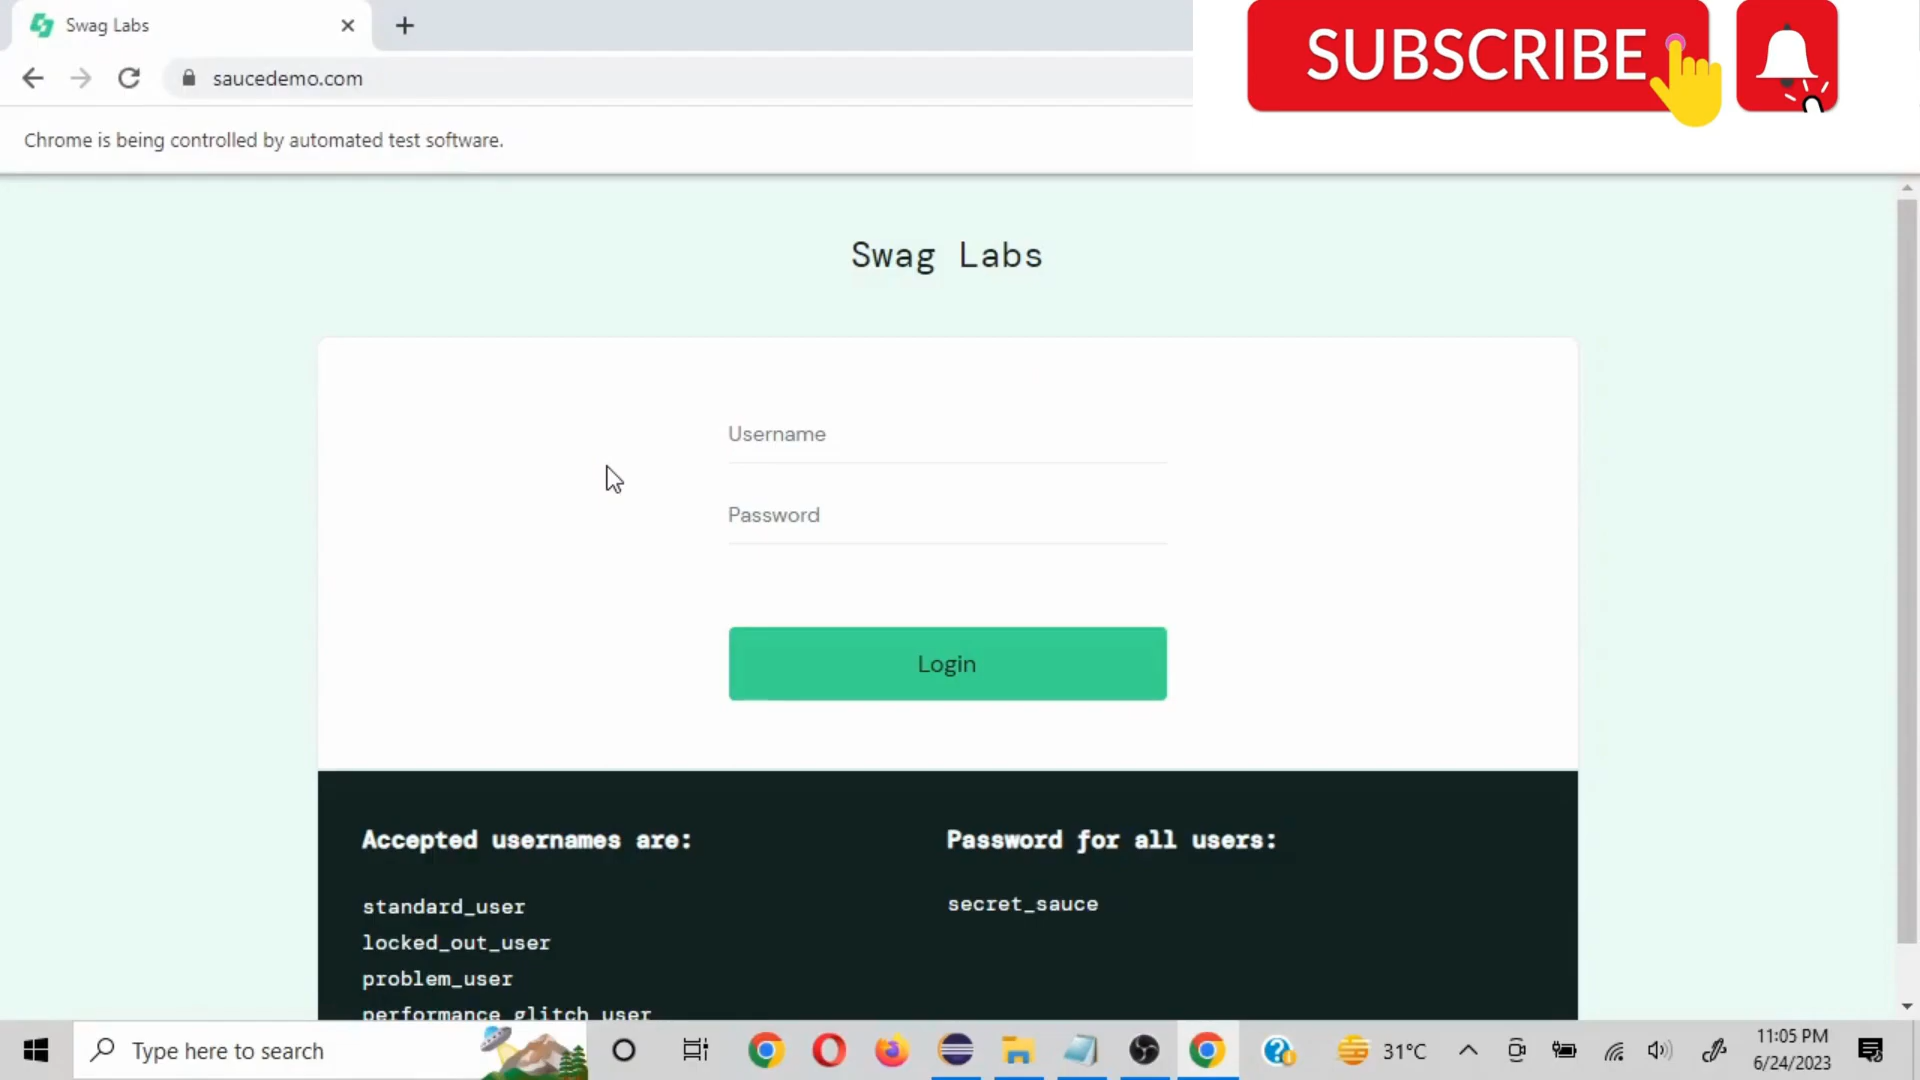 Swag Labs
SUBSCRIBE
saucedemo.com
Chrome is being controlled by automated test software.
Swag Labs
Username
Password
Login
Accepted usernames are:
standard_user
locked_out_user
problem_user
performance_glitch_user
Password for all users:
secret_sauce
Type here to search
31°C
11:05 PM
6/24/2023